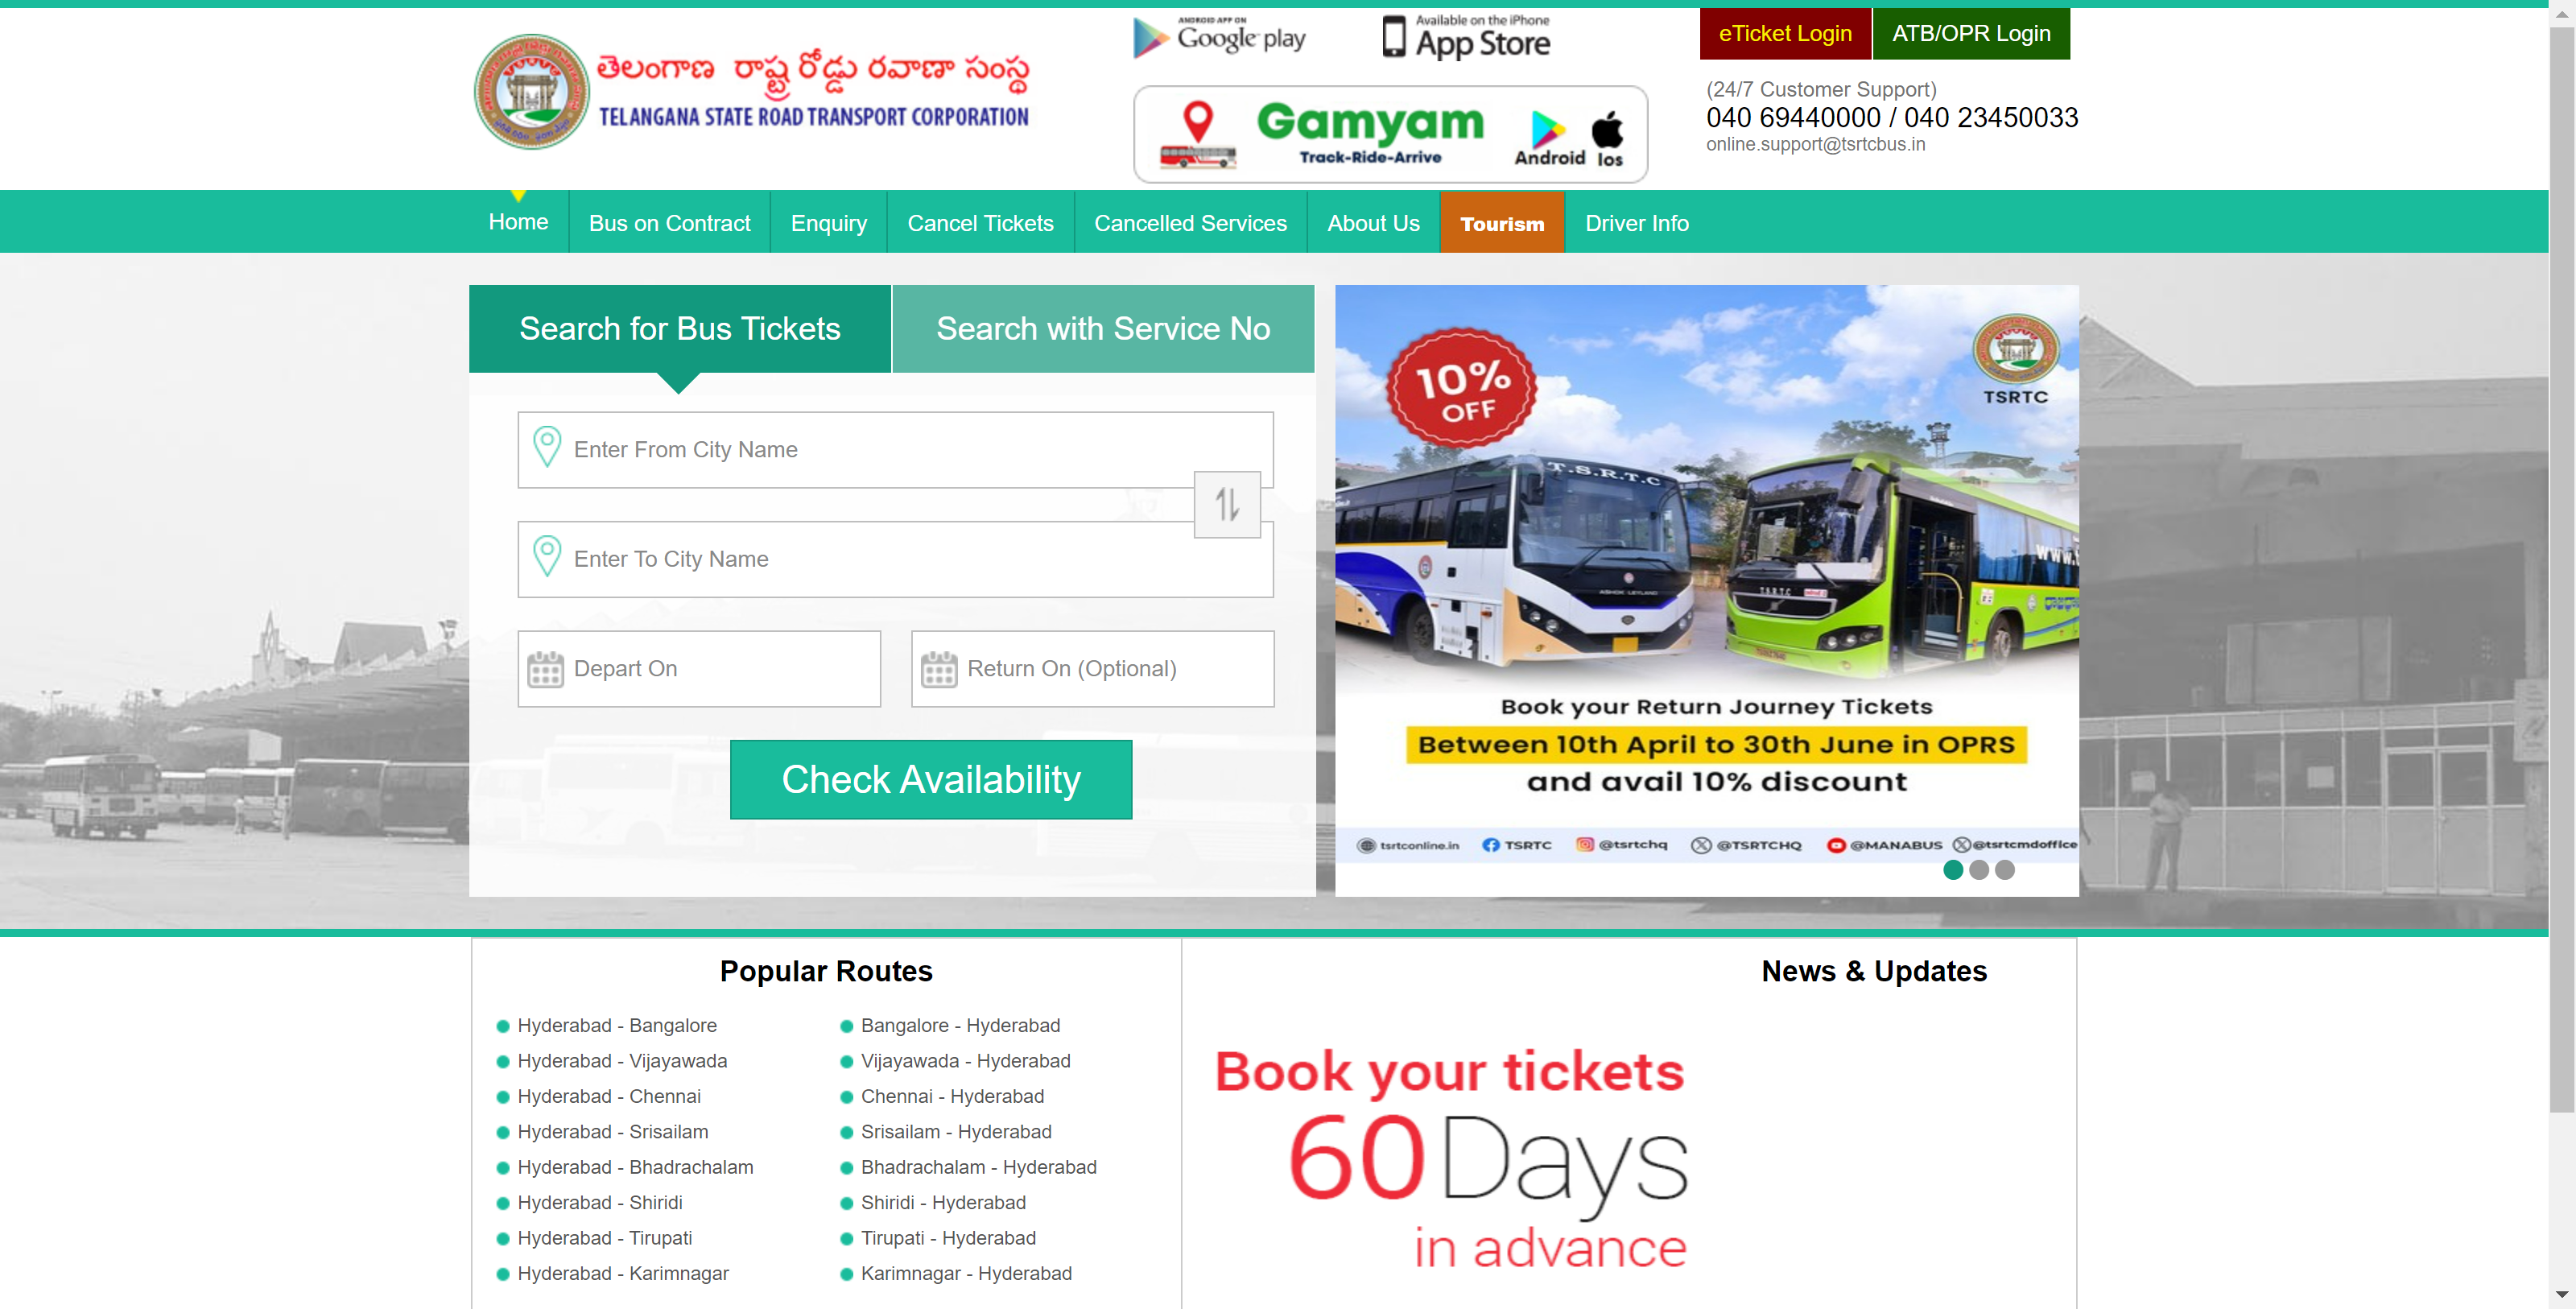 తెలంగాణ రాష్ట్ర రోడ్డు రవాణా సంస్థ
TELANGANA STATE ROAD TRANSPORT CORPORATION
ANDROID APP ON
Google play
Available on the iPhone
App Store
Gamyam
Track-Ride-Arrive
Android Ios
eTicket Login
ATB/OPR Login
(24/7 Customer Support)
040 69440000 / 040 23450033
online.support@tsrtcbus.in
Home
Bus on Contract
Enquiry
Cancel Tickets
Cancelled Services
About Us
Tourism
Driver Info
Search for Bus Tickets
Search with Service No
Enter From City Name
Enter To City Name
Depart On
Return On (Optional)
Check Availability
10%
OFF
TSRTC
T.S.R.T.C
ASHOK LEYLAND
T.S.R.T.C
www.
Book your Return Journey Tickets
Between 10th April to 30th June in OPRS
and avail 10% discount
tsrtconline.in
TSRTC
@tsrtchq
@TSRTCHQ
@MANABUS
@tsrtcmdoffice
Popular Routes
Hyderabad - Bangalore
Bangalore - Hyderabad
Hyderabad - Vijayawada
Vijayawada - Hyderabad
Hyderabad - Chennai
Chennai - Hyderabad
Hyderabad - Srisailam
Srisailam - Hyderabad
Hyderabad - Bhadrachalam
Bhadrachalam - Hyderabad
Hyderabad - Shiridi
Shiridi - Hyderabad
Hyderabad - Tirupati
Tirupati - Hyderabad
Hyderabad - Karimnagar
Karimnagar - Hyderabad
News & Updates
Book your tickets
60 Days
in advance